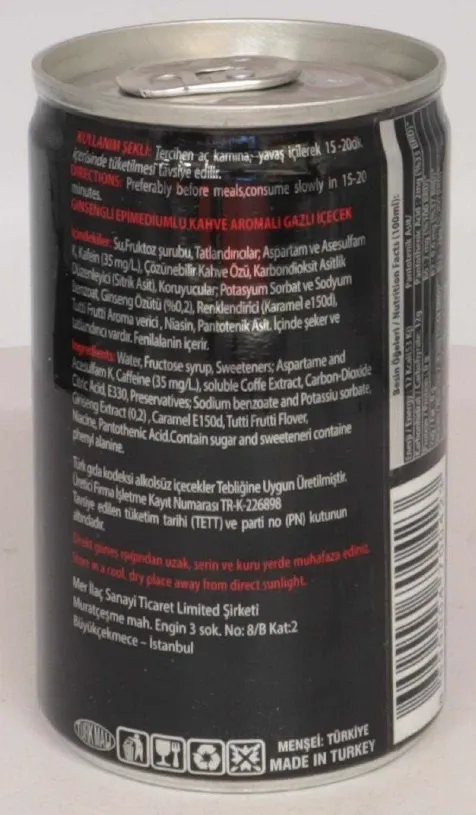 KULLANIM ŞEKLİ: Tercihen aç karnına, yavaş içilerek 15-20dk.
içerisinde tüketilmesi tavsiye edilir.
DIRECTIONS: Preferably before meals,consume slowly in 15-20
minutes.
GINSENGLİ EPİMEDİUMLU,KAHVE AROMALI GAZLI İÇECEK
İçindekiler: Su,Fruktoz şurubu, Tatlandırıcılar; Aspartam ve Asesulfam
K, Kafein (35 mg/L), Çözünebilir Kahve Özü, Karbondioksit Asitlik
Düzenleyici (Sitrik Asit), Koruyucular; Potasyum Sorbat ve Sodyum
Benzoat, Ginseng Özütü (%0,2), Renklendirici (Karamel e150d),
Tutti Frutti Aroma verici, Niasin, Pantotenik Asit. İçinde şeker ve
tatlandırıcı vardır. Fenilalanin içerir.
Ingredients: Water, Fructose syrup, Sweeteners; Aspartame and
Acesulfam K, Caffeine (35 mg/L), soluble Coffe Extract, Carbon-Dioxide
Citric Acid, E330, Preservatives; Sodium benzoate and Potassiu sorbate,
Ginseng Extract (0,2), Caramel E150d, Tutti Frutti Flover,
Niacine, Pantothenic Acid.Contain sugar and sweeteneri containe
phenyl alanine.
Türk gıda kodeksi alkolsüz içecekler Tebliğine Uygun Üretilmiştir.
Üretici Firma İşletme Kayıt Numarası TR-K-226898
Tavsiye edilen tüketim tarihi (TETT) ve parti no (PN) kutunun
altındadır.
Direkt güneş ışığından uzak, serin ve kuru yerde muhafaza ediniz.
Store in a cool, dry place away from direct sunlight.
Mer İlaç Sanayi Ticaret Limited Şirketi
Muratçeşme mah. Engin 3 sok. No: 8/B Kat:2
Büyükçekmece – İstanbul
TÜRK MALI
MENŞEİ: TÜRKİYE
MADE IN TURKEY
Besin Öğeleri / Nutrition Facts (100ml):